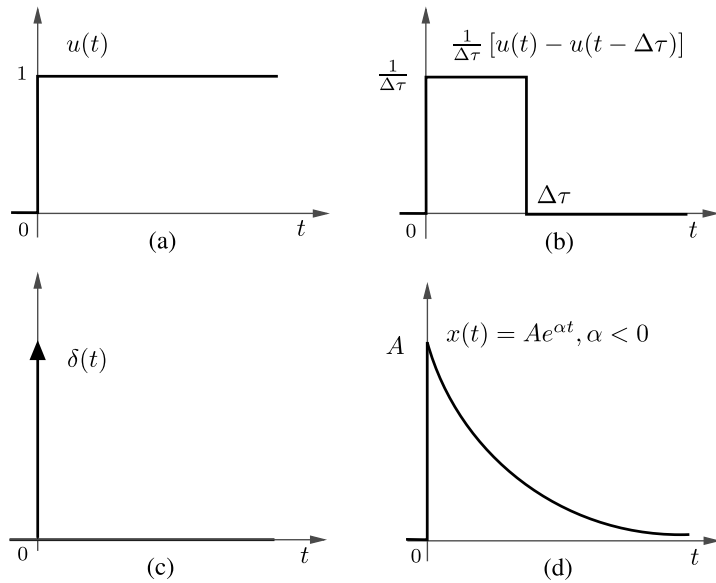 u(t)
1
0
t
(a)
1/Δτ [u(t) − u(t − Δτ)]
1/Δτ
Δτ
0
t
(b)
δ(t)
0
t
(c)
x(t) = Ae^{αt}, α < 0
A
0
t
(d)